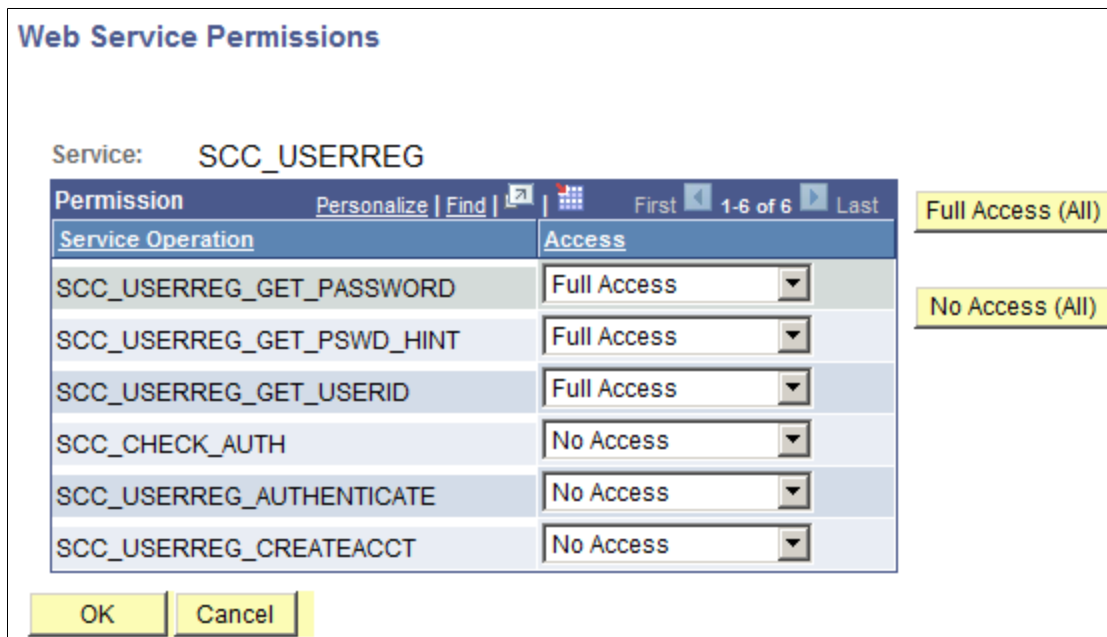 Web Service Permissions
Service: SCC_USERREG
Permission Personalize | Find | | First 1-6 of 6 Last
Full Access (All)
Service Operation Access
SCC_USERREG_GET_PASSWORD Full Access
No Access (All)
SCC_USERREG_GET_PSWD_HINT Full Access
SCC_USERREG_GET_USERID Full Access
SCC_CHECK_AUTH No Access
SCC_USERREG_AUTHENTICATE No Access
SCC_USERREG_CREATEACCT No Access
OK Cancel